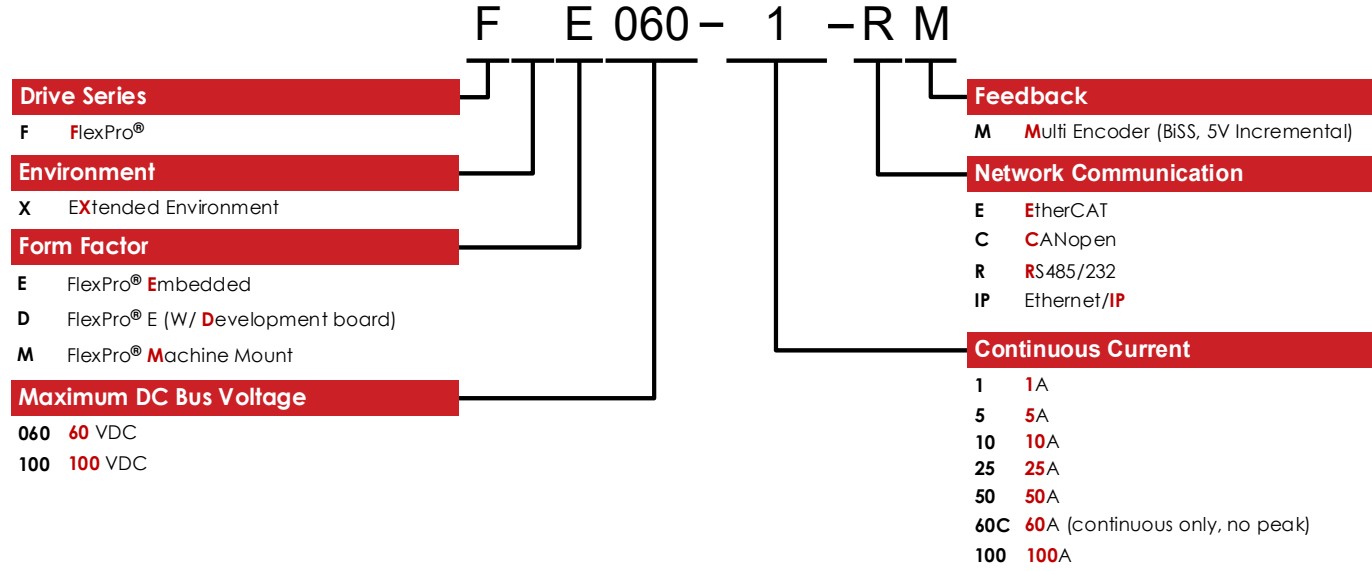 F E 060 – 1 – R M
Drive Series
F FlexPro®
Environment
X EXtended Environment
Form Factor
E FlexPro® Embedded
D FlexPro® E (W/ Development board)
M FlexPro® Machine Mount
Maximum DC Bus Voltage
060 60 VDC
100 100 VDC
Feedback
M Multi Encoder (BiSS, 5V Incremental)
Network Communication
E EtherCAT
C CANopen
R RS485/232
IP Ethernet/IP
Continuous Current
1 1A
5 5A
10 10A
25 25A
50 50A
60C 60A (continuous only, no peak)
100 100A